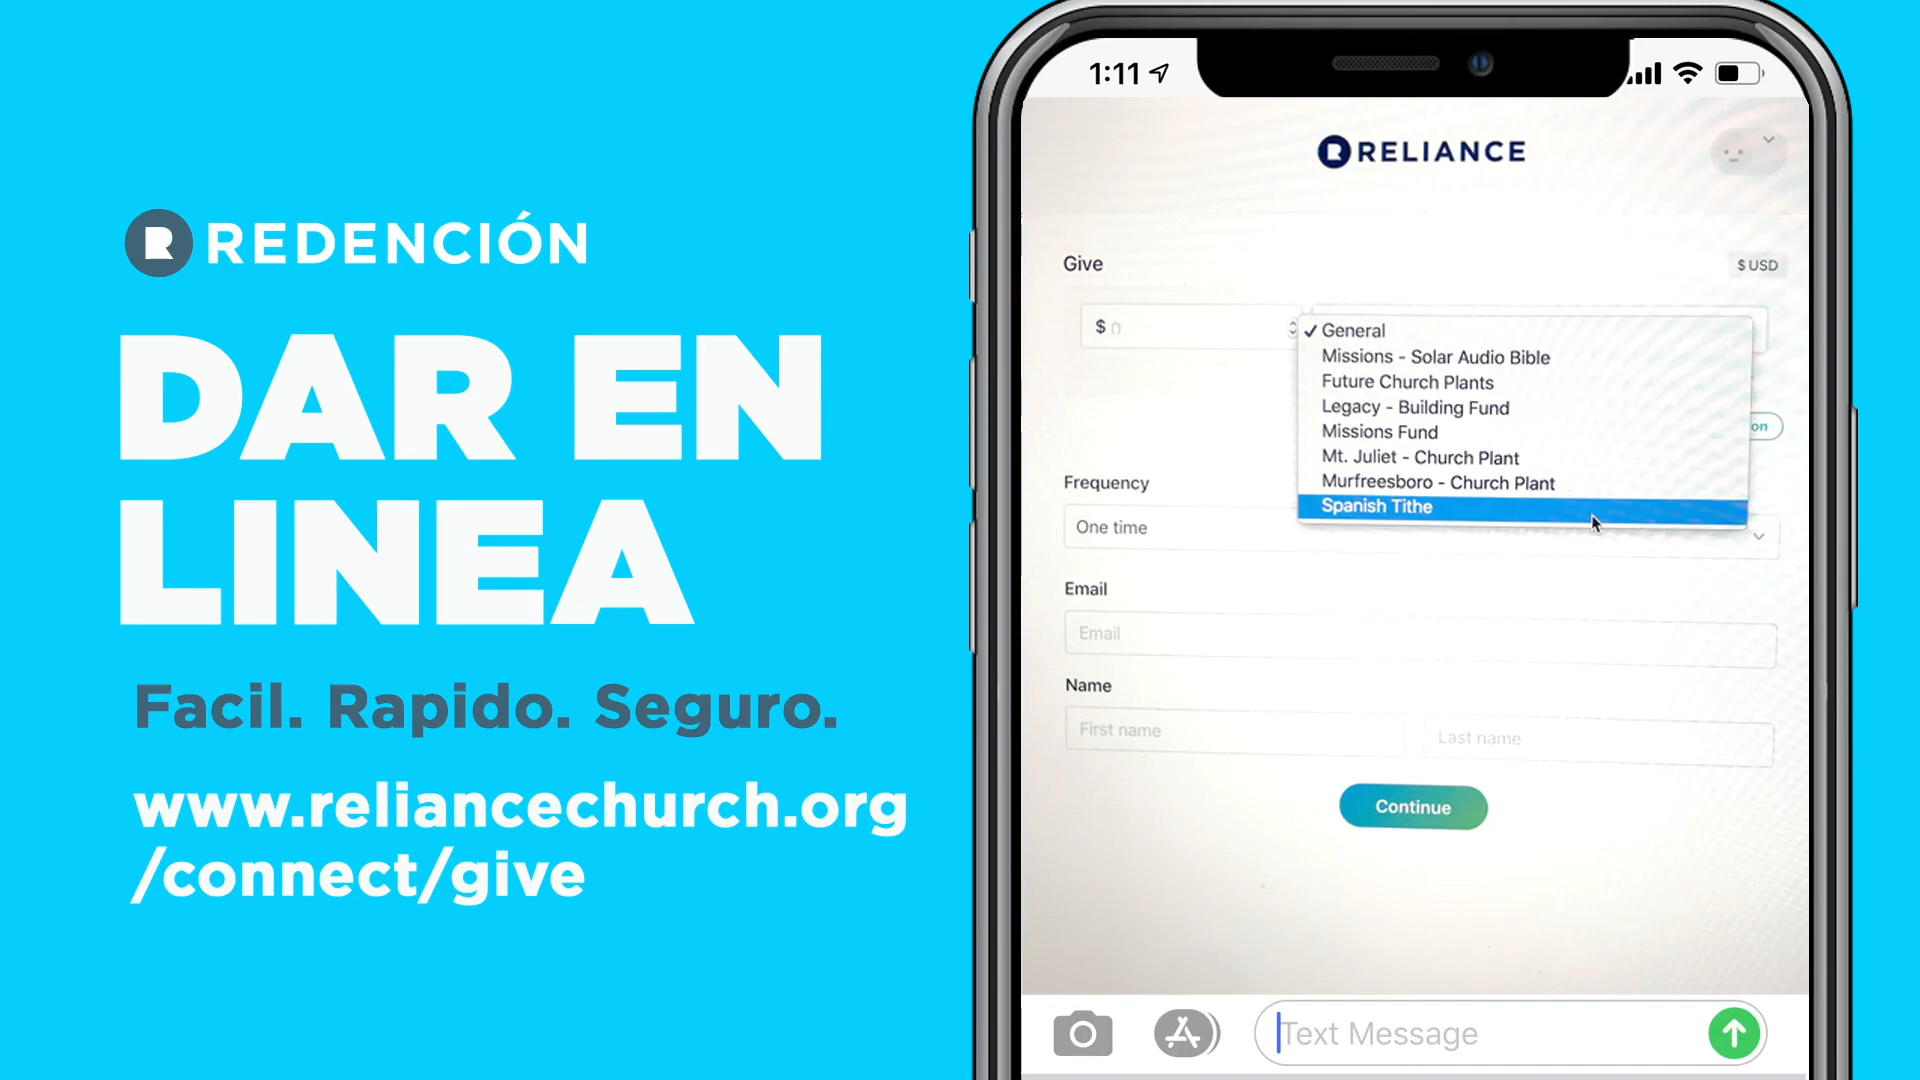 REDENCIÓN
DAR EN
LINEA
Facil. Rapido. Seguro.
www.reliancechurch.org
/connect/give
1:11
RELIANCE
Give
$ USD
$ 0
✓ General
Missions - Solar Audio Bible
Future Church Plants
Legacy - Building Fund
Missions Fund
Mt. Juliet - Church Plant
Murfreesboro - Church Plant
Spanish Tithe
on
Frequency
One time
Email
Email
Name
First name
Last name
Continue
Text Message